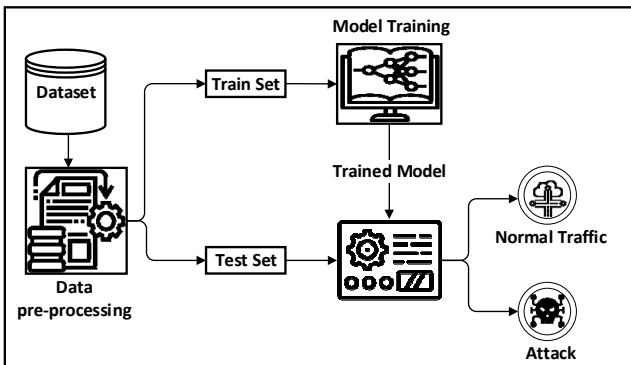 Model Training
Dataset
Train Set
Trained Model
Test Set
Normal Traffic
Data
pre-processing
Attack